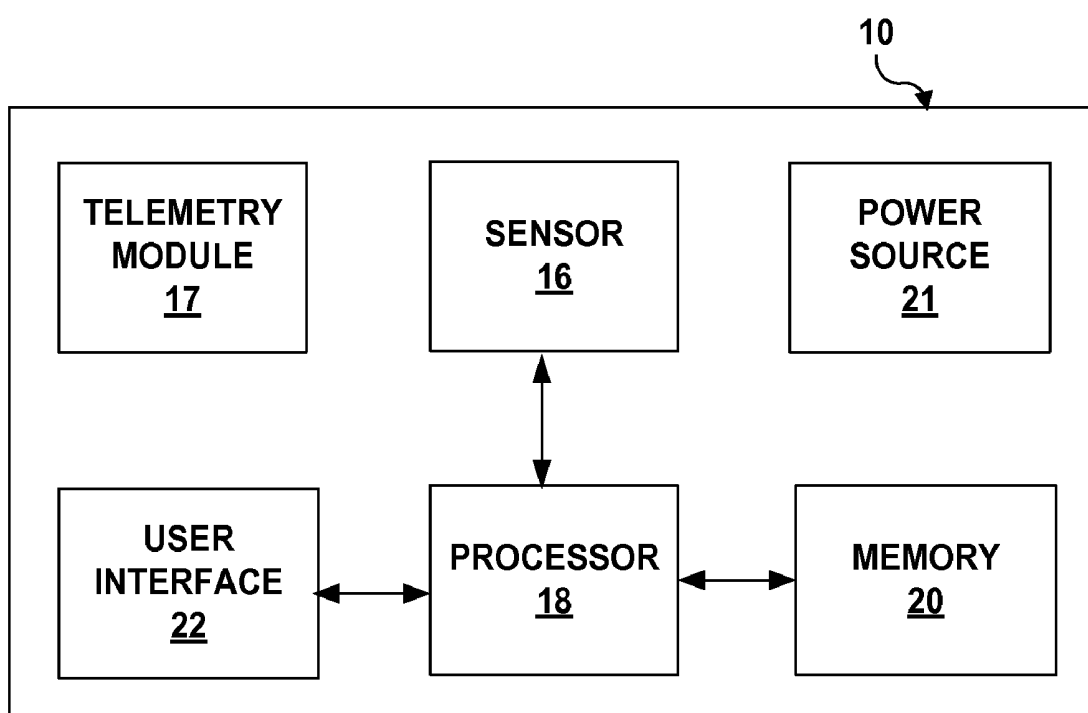 10
TELEMETRY
MODULE
17
SENSOR
16
POWER
SOURCE
21
USER
INTERFACE
22
PROCESSOR
18
MEMORY
20